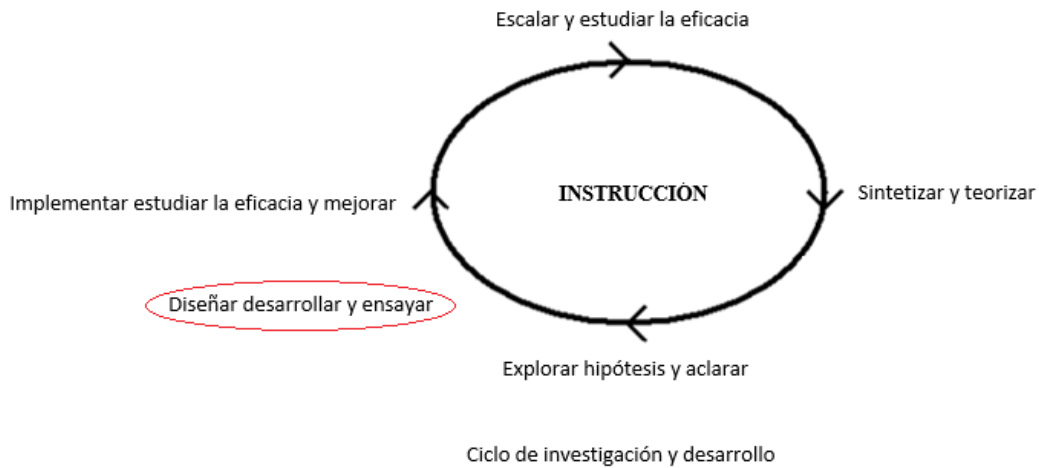 Escalar y estudiar la eficacia
INSTRUCCIÓN
Sintetizar y teorizar
Implementar estudiar la eficacia y mejorar
Diseñar desarrollar y ensayar
Explorar hipótesis y aclarar
Ciclo de investigación y desarrollo